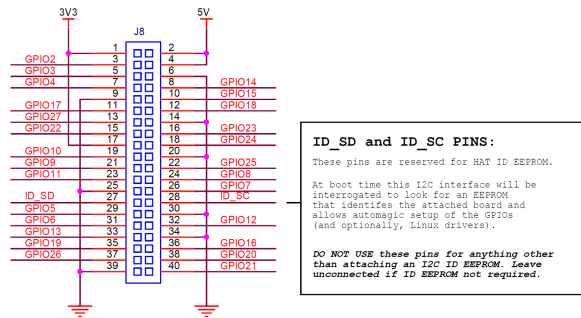 3V3 5V
J8
1 2
GPIO2 3 4
GPIO3 5 6
GPIO4 7 8 GPIO14
9 10 GPIO15
GPIO17 11 12 GPIO18
GPIO27 13 14
GPIO22 15 16 GPIO23
17 18 GPIO24
GPIO10 19 20
GPIO9 21 22 GPIO25
GPIO11 23 24 GPIO8
25 26 GPIO7
ID_SD 27 28 ID_SC
GPIO5 29 30
GPIO6 31 32 GPIO12
GPIO13 33 34
GPIO19 35 36 GPIO16
GPIO26 37 38 GPIO20
39 40 GPIO21
ID_SD and ID_SC PINS:
These pins are reserved for HAT ID EEPROM.
At boot time this I2C interface will be
interrogated to look for an EEPROM
that identifes the attached board and
allows automagic setup of the GPIOs
(and optionally, Linux drivers).
DO NOT USE these pins for anything other
than attaching an I2C ID EEPROM. Leave
unconnected if ID EEPROM not required.